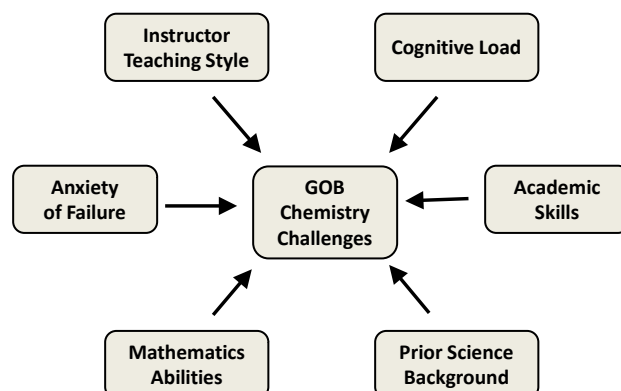 Instructor
Teaching Style
Cognitive Load
Anxiety
of Failure
GOB
Chemistry
Challenges
Academic
Skills
Mathematics
Abilities
Prior Science
Background